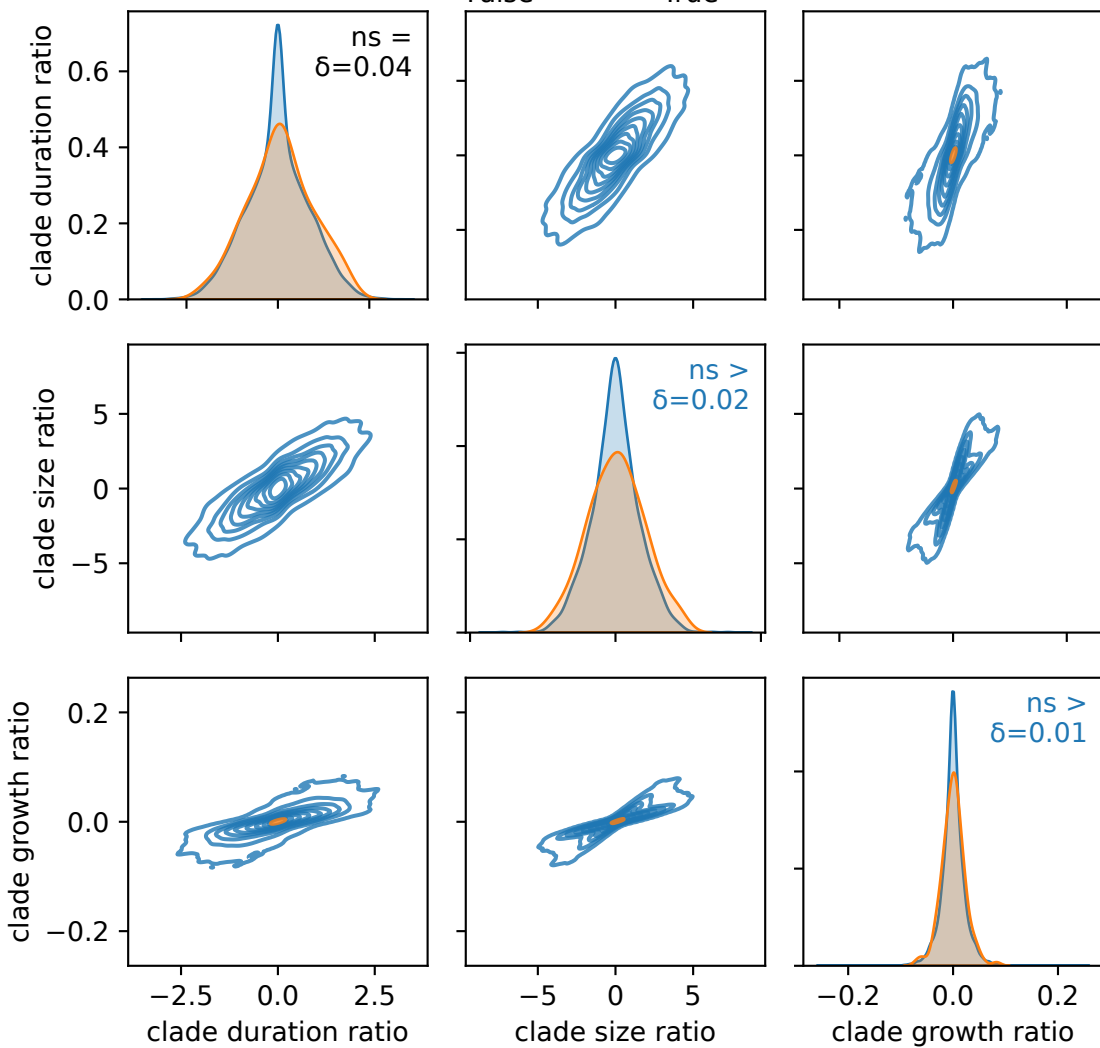 clade duration ratio
0.6
0.4
0.2
0.0
ns =
δ=0.04
clade size ratio
5
0
−5
ns >
δ=0.02
clade growth ratio
0.2
0.0
−0.2
ns >
δ=0.01
−2.5 0.0 2.5
−5 0 5
−0.2 0.0 0.2
clade duration ratio
clade size ratio
clade growth ratio